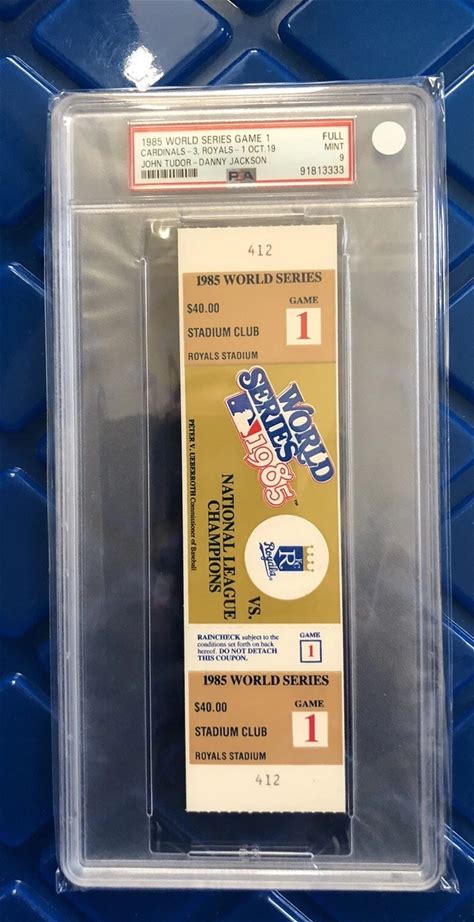 1985 WORLD SERIES GAME 1 FULL
CARDINALS-3, ROYALS-1 OCT.19 MINT
JOHN TUDOR-DANNY JACKSON 9
PSA 91813333
412
1985 WORLD SERIES
$40.00 GAME
STADIUM CLUB 1
ROYALS STADIUM
WORLD
SERIES
1985
TM
Royals
KC
R
NATIONAL LEAGUE
CHAMPIONS
VS.
PETER V. UEBERROTH Commissioner of Baseball
RAINCHECK subject to the GAME
conditions set forth on back 1
hereof. DO NOT DETACH
THIS COUPON.
1985 WORLD SERIES
$40.00 GAME
STADIUM CLUB 1
ROYALS STADIUM
412